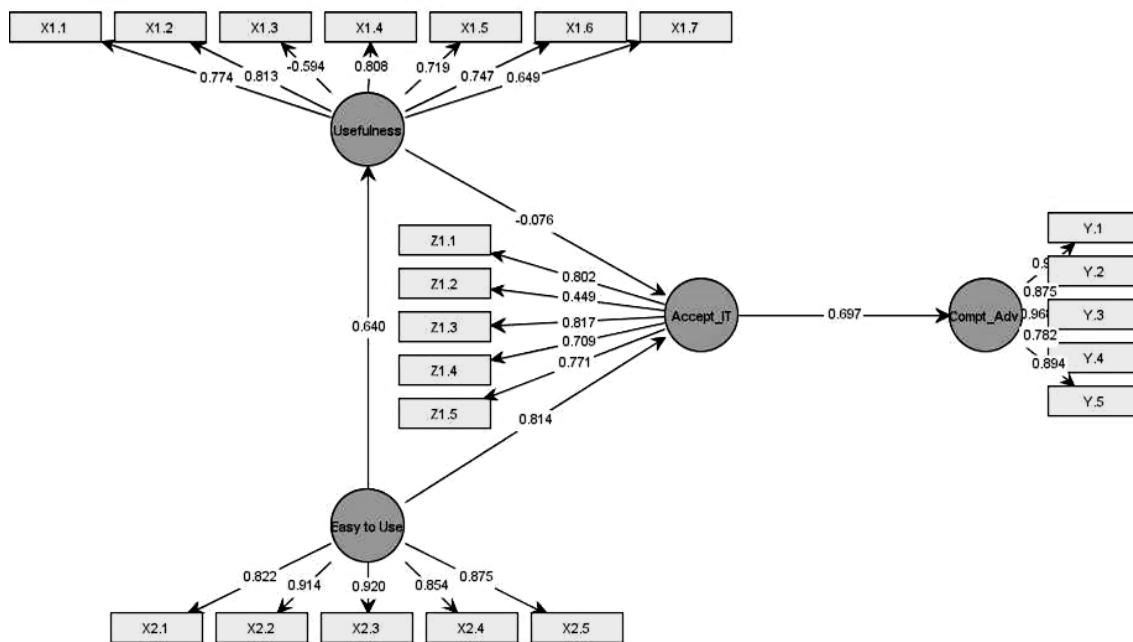 X1.1 X1.2 X1.3 X1.4 X1.5 X1.6 X1.7
0.774 0.813 -0.594 0.808 0.719 0.747 0.649
Usefulness
-0.076
Z1.1
0.802
Z1.2
0.449
Z1.3
0.817
Z1.4
0.709
Z1.5
0.771
0.640
Accept_IT
0.697
Compt_Adv
Y.1
Y.2
0.875
Y.3
0.782
Y.4
0.894
Y.5
0.814
Easy to Use
0.822 0.914 0.920 0.854 0.875
X2.1 X2.2 X2.3 X2.4 X2.5